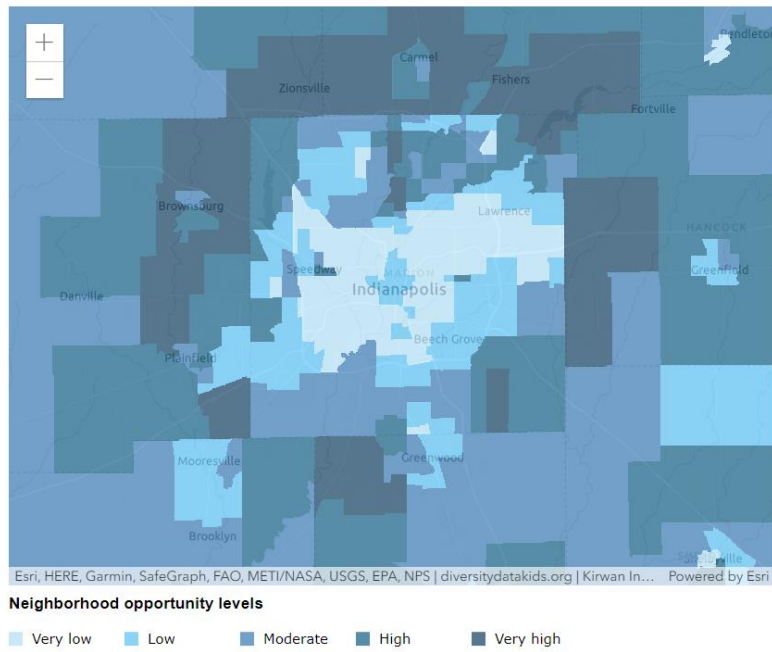 +
−
Pendleton
Carmel
Zionsville
Fishers
Fortville
Brownsburg
Lawrence
HANCOCK
Speedway
MARION
Greenfield
Danville
Indianapolis
Beech Grove
Plainfield
Mooresville
Greenwood
Brooklyn
Esri, HERE, Garmin, SafeGraph, FAO, METI/NASA, USGS, EPA, NPS | diversitydatakids.org | Kirwan In... Powered by Esri
Neighborhood opportunity levels
Very low Low Moderate High Very high